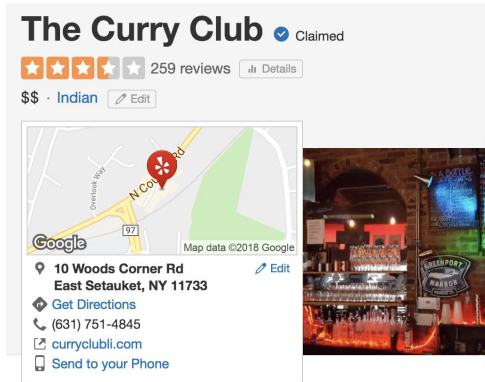 The Curry Club Claimed
259 reviews Details
$$ · Indian Edit
Overlook Way
N Cou Rd
97
Google Map data ©2018 Google
10 Woods Corner Rd Edit
East Setauket, NY 11733
Get Directions
(631) 751-4845
curryclubli.com
Send to your Phone
GREENPORT
HARBOR